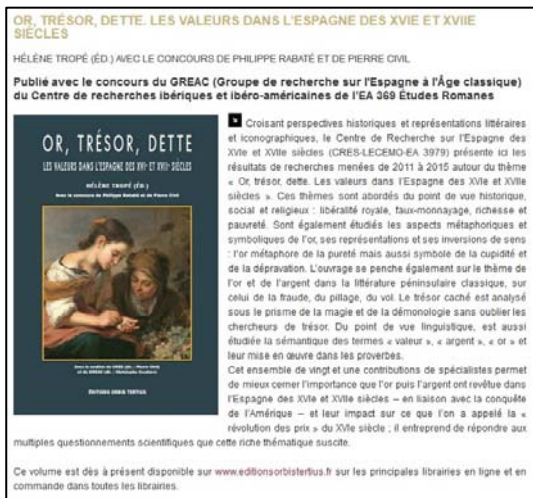 OR, TRÉSOR, DETTE. LES VALEURS DANS L'ESPAGNE DES XVIE ET XVIIE
SIÈCLES
HÉLÈNE TROPÉ (ÉD.) AVEC LE CONCOURS DE PHILIPPE RABATÉ ET DE PIERRE CIVIL
Publié avec le concours du GREAC (Groupe de recherche sur l'Espagne à l'Âge classique)
du Centre de recherches ibériques et ibéro-américaines de l'EA 369 Études Romanes
OR, TRÉSOR, DETTE
LES VALEURS DANS L'ESPAGNE DES XVIE ET XVIIE SIÈCLES
HÉLÈNE TROPÉ (ÉD.)
Avec le concours de Philippe Rabaté et de Pierre Civil
ÉDITIONS ORBIS TERTIUS
Croisant perspectives historiques et représentations littéraires
et iconographiques, le Centre de Recherche sur l'Espagne des
XVIe et XVIIe siècles (CRES-LECEMO-EA 3979) présente ici les
résultats de recherches menées de 2011 à 2015 autour du thème
« Or, trésor, dette. Les valeurs dans l'Espagne des XVIe et XVIIe
siècles ». Ces thèmes sont abordés du point de vue historique,
social et religieux : libéralité royale, faux-monnayage, richesse et
pauvreté. Sont également étudiés les aspects métaphoriques et
symboliques de l'or, ses représentations et ses inversions de sens
: l'or métaphore de la pureté mais aussi symbole de la cupidité et
de la dépravation. L'ouvrage se penche également sur le thème de
l'or et de l'argent dans la littérature péninsulaire classique, sur
celui de la fraude, du pillage, du vol. Le trésor caché est analysé
sous le prisme de la magie et de la démonologie sans oublier les
chercheurs de trésor. Du point de vue linguistique, est aussi
étudiée la sémantique des termes « valeur », « argent », « or » et
leur mise en œuvre dans les proverbes.
Cet ensemble de vingt et une contributions de spécialistes permet
de mieux cerner l'importance que l'or puis l'argent ont revêtue dans
l'Espagne des XVIe et XVIIe siècles – en liaison avec la conquête
de l'Amérique – et leur impact sur ce que l'on a appelé la «
révolution des prix » du XVIe siècle ; il entreprend de répondre aux
multiples questionnements scientifiques que cette riche thématique suscite.
Ce volume est dès à présent disponible sur www.editionsorbistertius.fr sur les principales librairies en ligne et en
commande dans toutes les librairies.